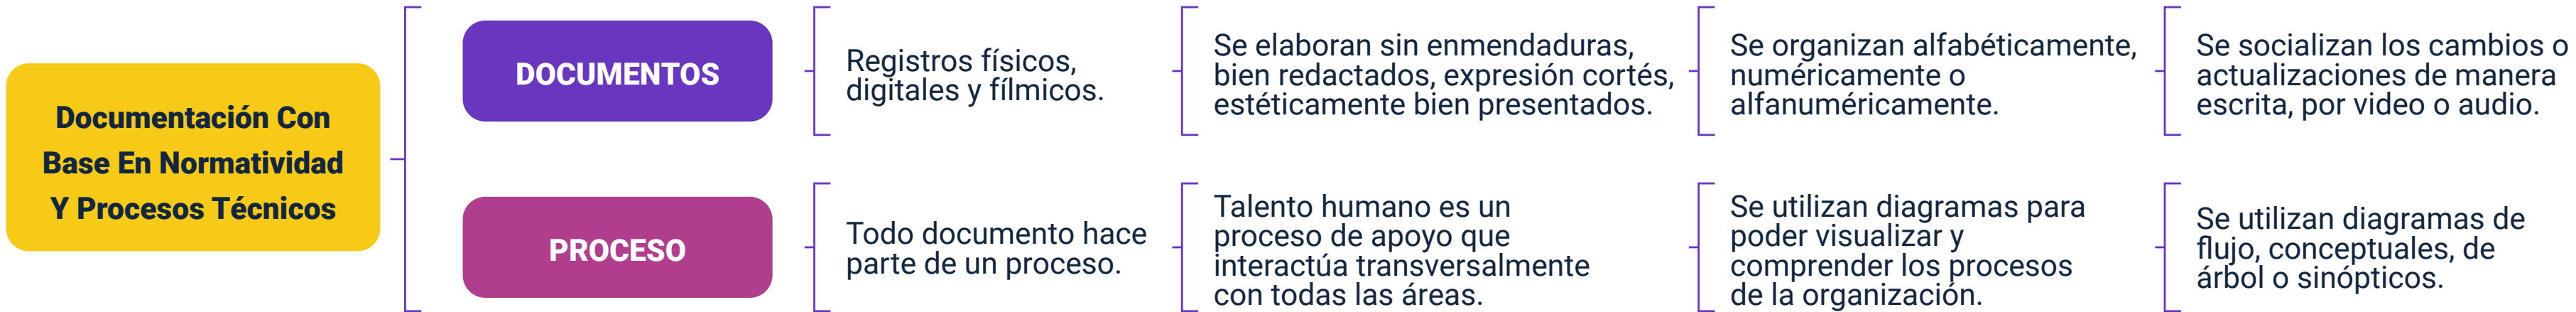 Documentación Con
Base En Normatividad
Y Procesos Técnicos
DOCUMENTOS
Registros físicos,
digitales y fílmicos.
Se elaboran sin enmendaduras,
bien redactados, expresión cortés,
estéticamente bien presentados.
Se organizan alfabéticamente,
numéricamente o
alfanuméricamente.
Se socializan los cambios o
actualizaciones de manera
escrita, por video o audio.
PROCESO
Todo documento hace
parte de un proceso.
Talento humano es un
proceso de apoyo que
interactúa transversalmente
con todas las áreas.
Se utilizan diagramas para
poder visualizar y
comprender los procesos
de la organización.
Se utilizan diagramas de
flujo, conceptuales, de
árbol o sinópticos.